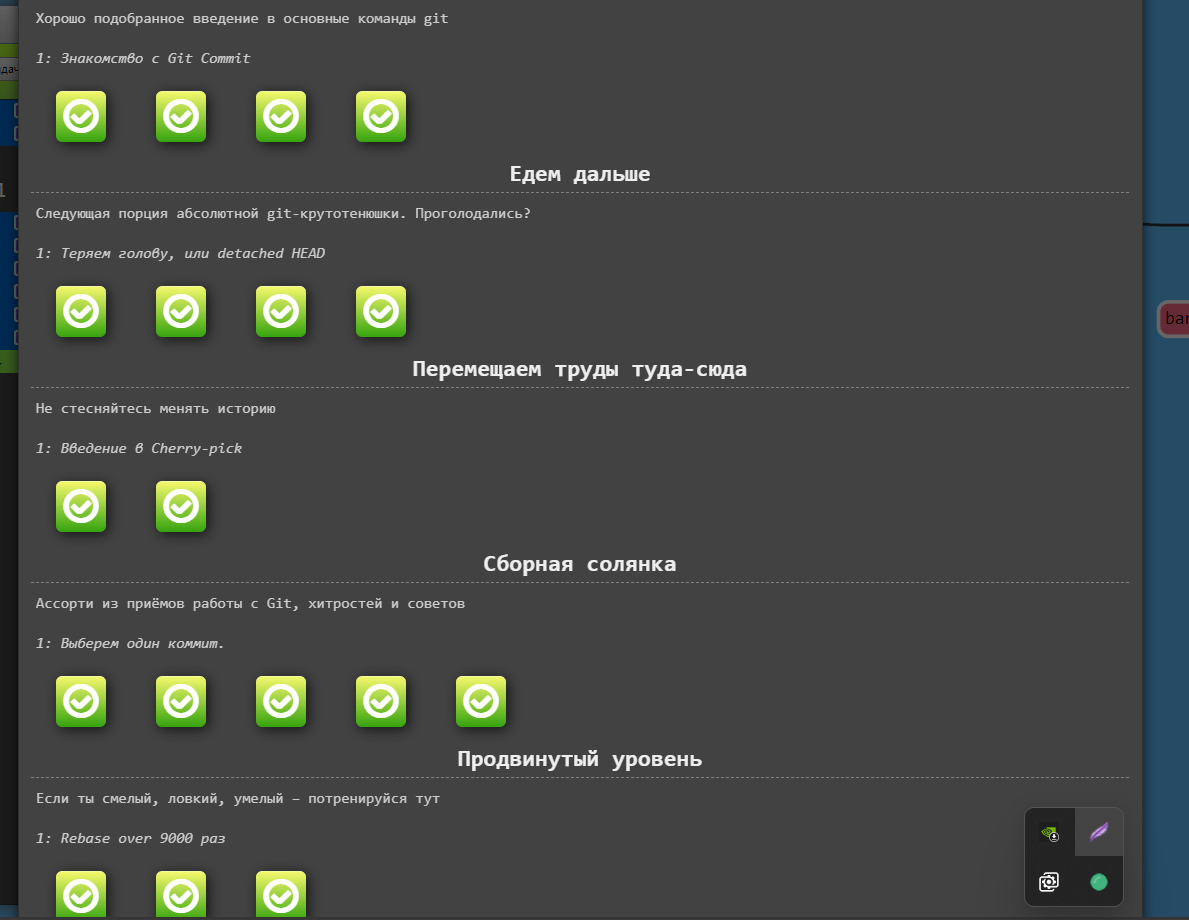 Хорошо подобранное введение в основные команды git
1: Знакомство с Git Commit
Едем дальше
Следующая порция абсолютной git-крутотенюшки. Проголодались?
1: Теряем голову, или detached HEAD
Перемещаем труды туда-сюда
Не стесняйтесь менять историю
1: Введение в Cherry-pick
Сборная солянка
Ассорти из приёмов работы с Git, хитростей и советов
1: Выберем один коммит.
Продвинутый уровень
Если ты смелый, ловкий, умелый – потренируйся тут
1: Rebase over 9000 раз